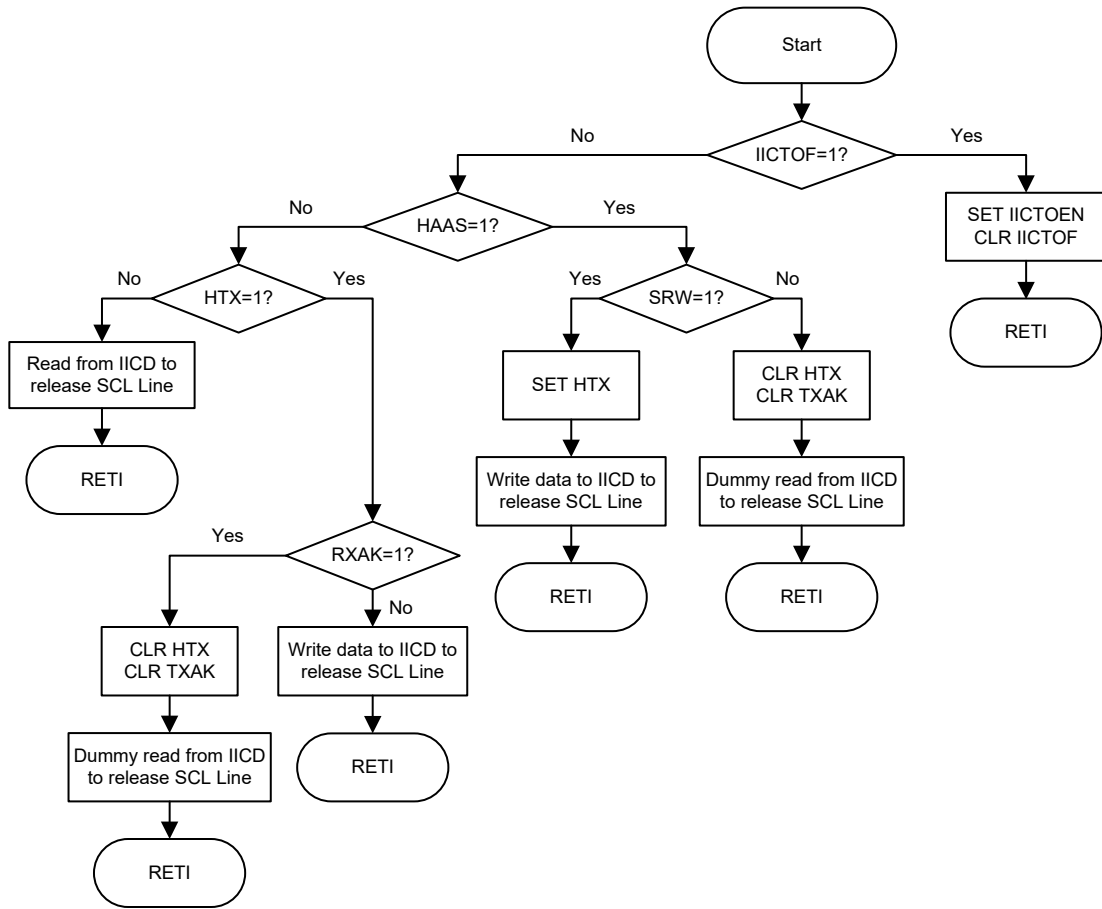 Start
No
IICTOF=1?
Yes
No
HAAS=1?
Yes
SET IICTOEN
CLR IICTOF
No
HTX=1?
Yes
Yes
SRW=1?
No
RETI
Read from IICD to
release SCL Line
SET HTX
CLR HTX
CLR TXAK
RETI
Write data to IICD to
release SCL Line
Dummy read from IICD
to release SCL Line
Yes
RXAK=1?
RETI
RETI
No
CLR HTX
CLR TXAK
Write data to IICD to
release SCL Line
Dummy read from IICD
to release SCL Line
RETI
RETI